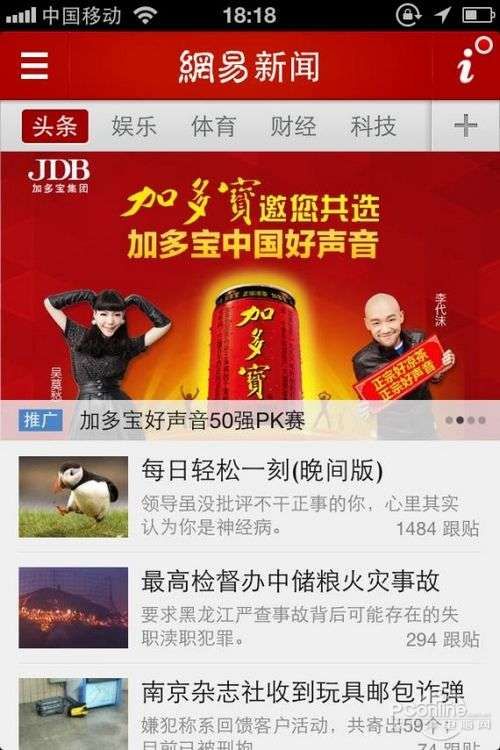 中国移动 18:18
網易新闻
头条 娱乐 体育 财经 科技
JDB
加多宝集团
加多寶邀您共选
加多宝中国好声音
加多寶
李代沫
吴莫愁
正宗好凉茶
正宗好声音
推广 加多宝好声音50强PK赛
每日轻松一刻(晚间版)
领导虽没批评不干正事的你，心里其实
认为你是神经病。
1484 跟贴
最高检督办中储粮火灾事故
要求黑龙江严查事故背后可能存在的失
职渎职犯罪。
294 跟贴
南京杂志社收到玩具邮包诈弹
嫌犯称系回馈客户活动，共寄出59个，
目前已被刑拘
74 跟贴
PConline
太平洋电脑网